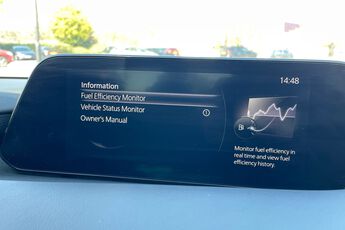 14:48
Information
Fuel Efficiency Monitor
Vehicle Status Monitor
Owner's Manual
Monitor fuel efficiency in
real time and view fuel
efficiency history.